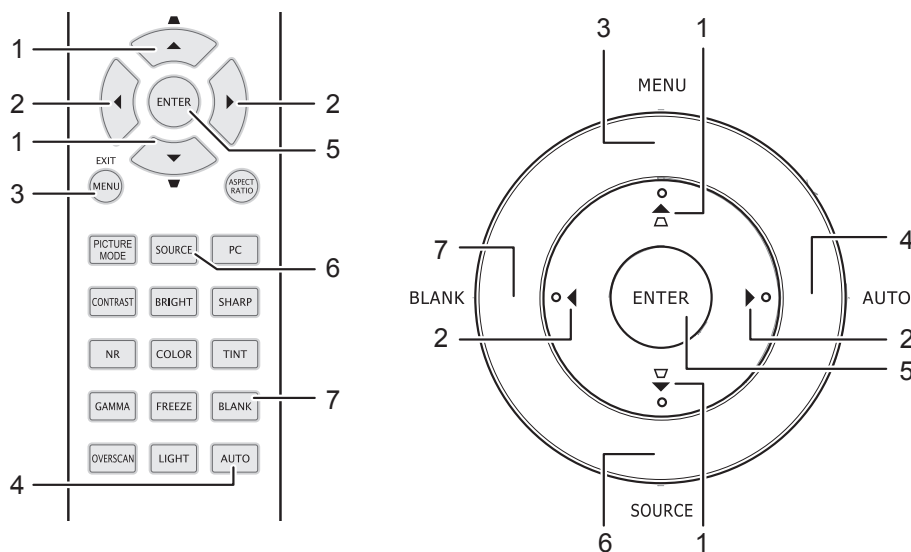 1
2
ENTER
2
1
5
EXIT
3
MENU
ASPECT
RATIO
PICTURE
MODE
SOURCE
PC
6
CONTRAST
BRIGHT
SHARP
NR
COLOR
TINT
GAMMA
FREEZE
BLANK
7
OVERSCAN
LIGHT
AUTO
4
3
1
MENU
1
7
4
BLANK
ENTER
AUTO
2
2
5
1
SOURCE
6
1